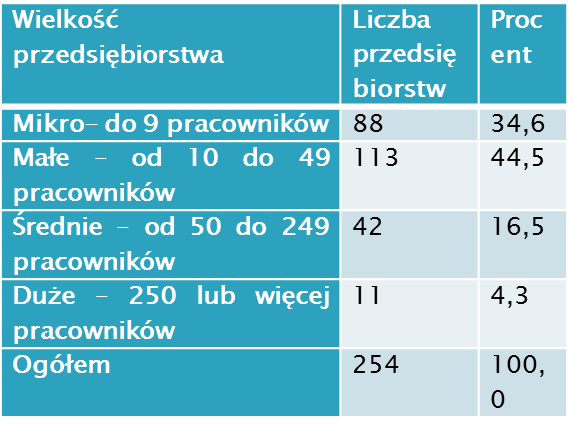 Wielkość Liczba Proc
przedsiębiorstwa przedsię ent
biorstw
Mikro– do 9 pracowników 88 34,6
Małe – od 10 do 49 113 44,5
pracowników
Średnie – od 50 do 249 42 16,5
pracowników
Duże – 250 lub więcej 11 4,3
pracowników
Ogółem 254 100,
0